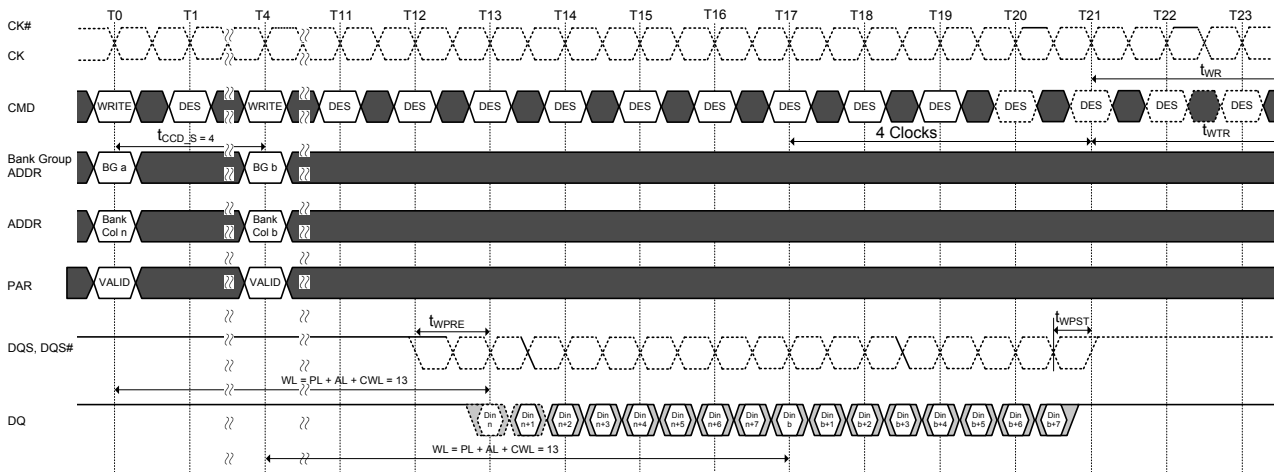 T0 T1 T4 T11 T12 T13 T14 T15 T16 T17 T18 T19 T20 T21 T22 T23
CK#
CK
tWR
CMD WRITE DES WRITE DES DES DES DES DES DES DES DES DES DES DES DES DES
tCCD_S = 4
4 Clocks
tWTR
Bank Group
ADDR
BG a BG b
ADDR
Bank
Col n
Bank
Col b
PAR VALID VALID
tWPRE
tWPST
DQS, DQS#
WL = PL + AL + CWL = 13
DQ
Din
n
Din
n+1
Din
n+2
Din
n+3
Din
n+4
Din
n+5
Din
n+6
Din
n+7
Din
b
Din
b+1
Din
b+2
Din
b+3
Din
b+4
Din
b+5
Din
b+6
Din
b+7
WL = PL + AL + CWL = 13